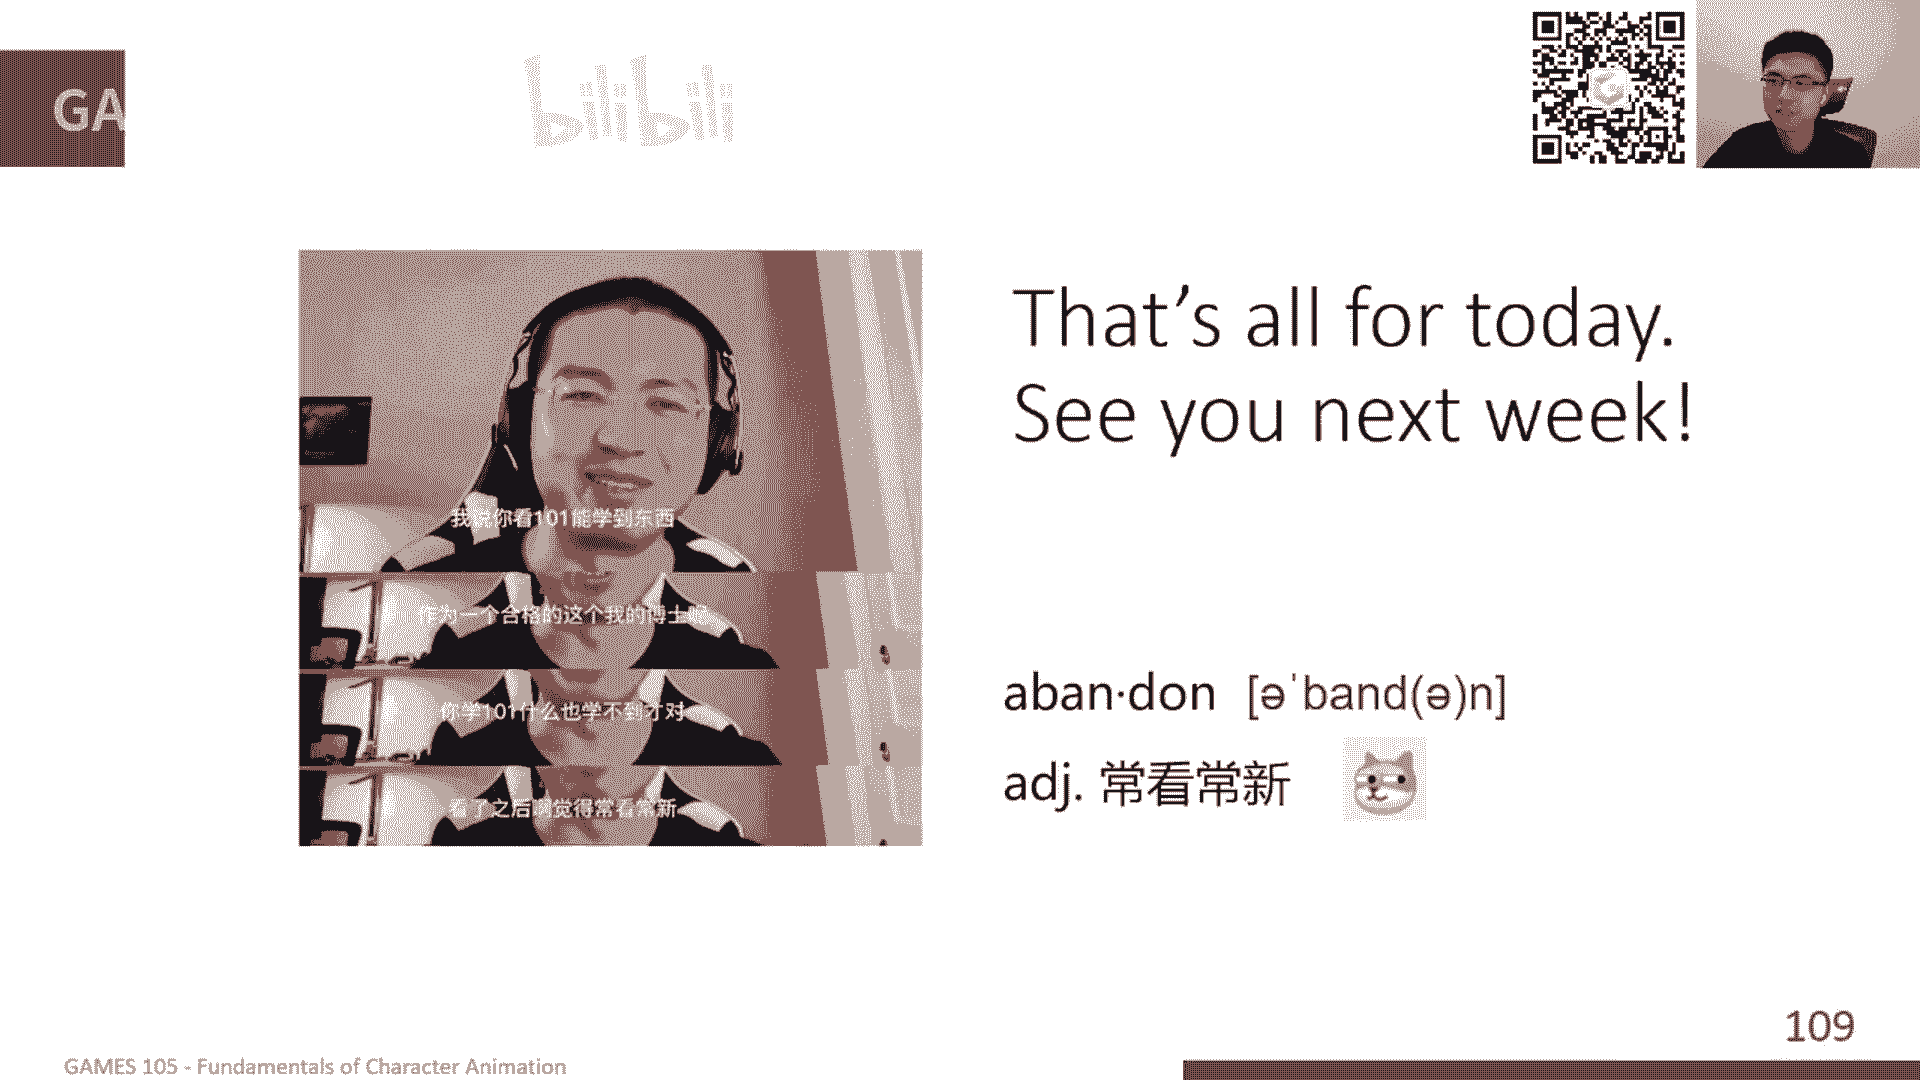 GA
bilibili
That’s all for today.
See you next week!
我说你看101能学到东西
作为一个合格的这个我的博士呢
你学101什么也学不到才对
看了之后啊觉得常看常新
aban·don [əˈband(ə)n]
adj. 常看常新
109
GAMES 105 - Fundamentals of Character Animation